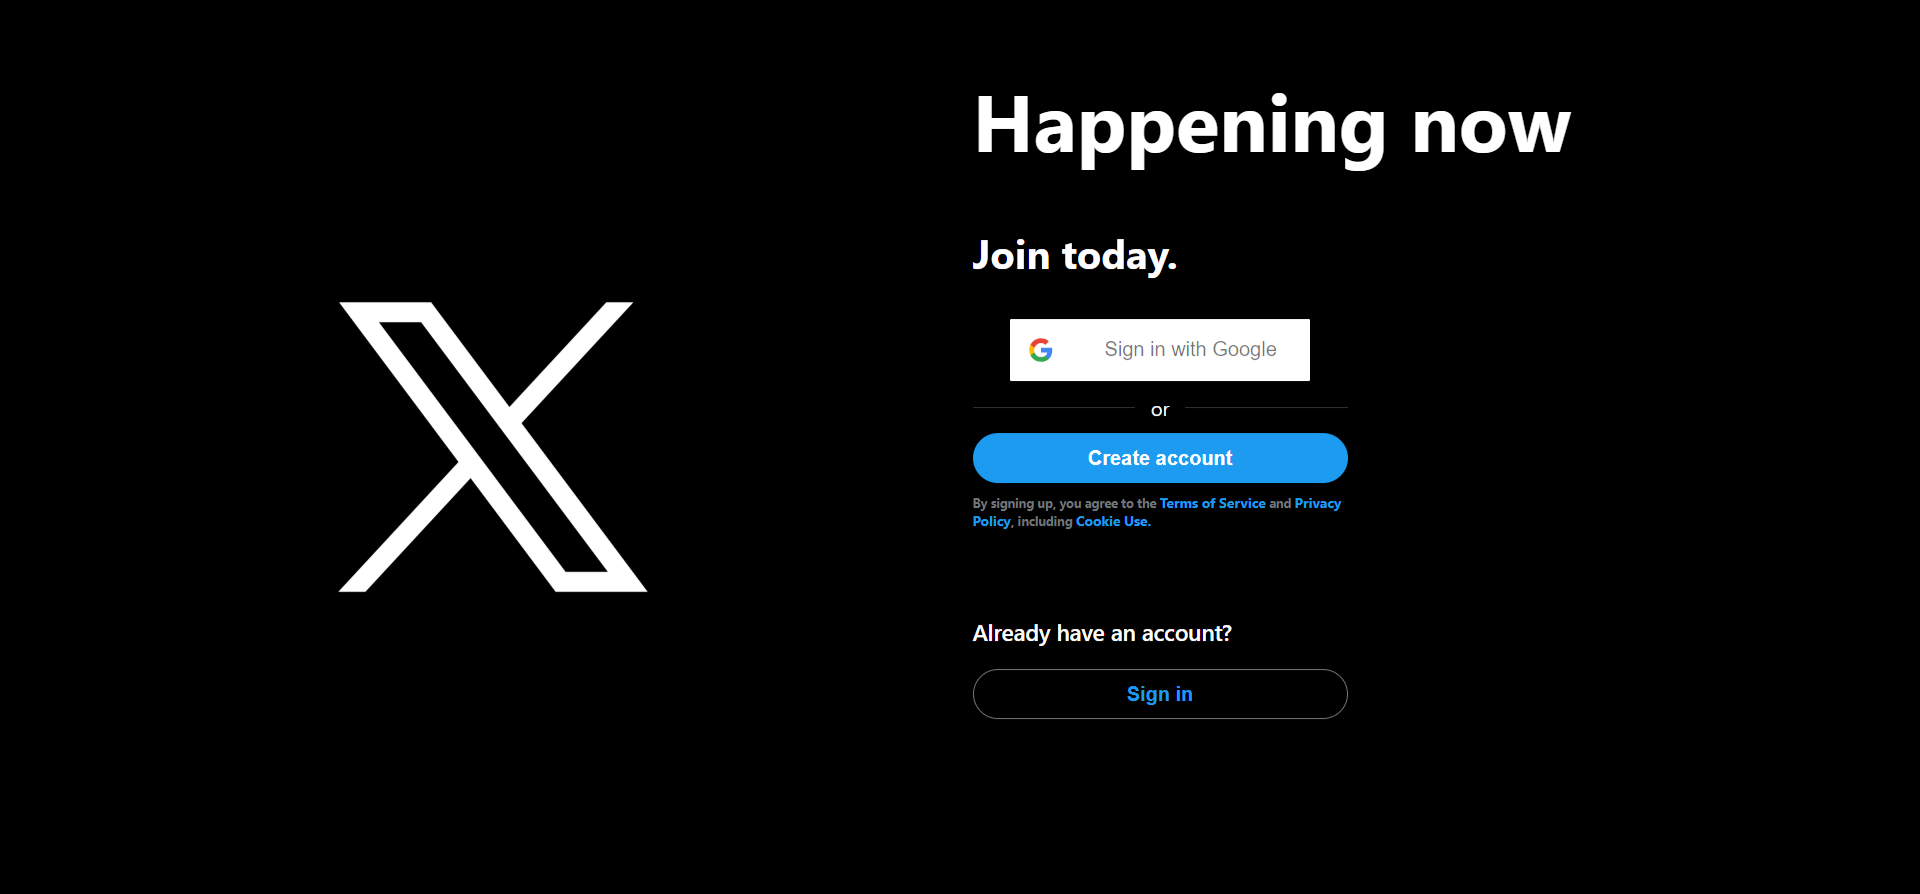 Happening now
Join today.
Sign in with Google
or
Create account
By signing up, you agree to the Terms of Service and Privacy
Policy, including Cookie Use.
Already have an account?
Sign in